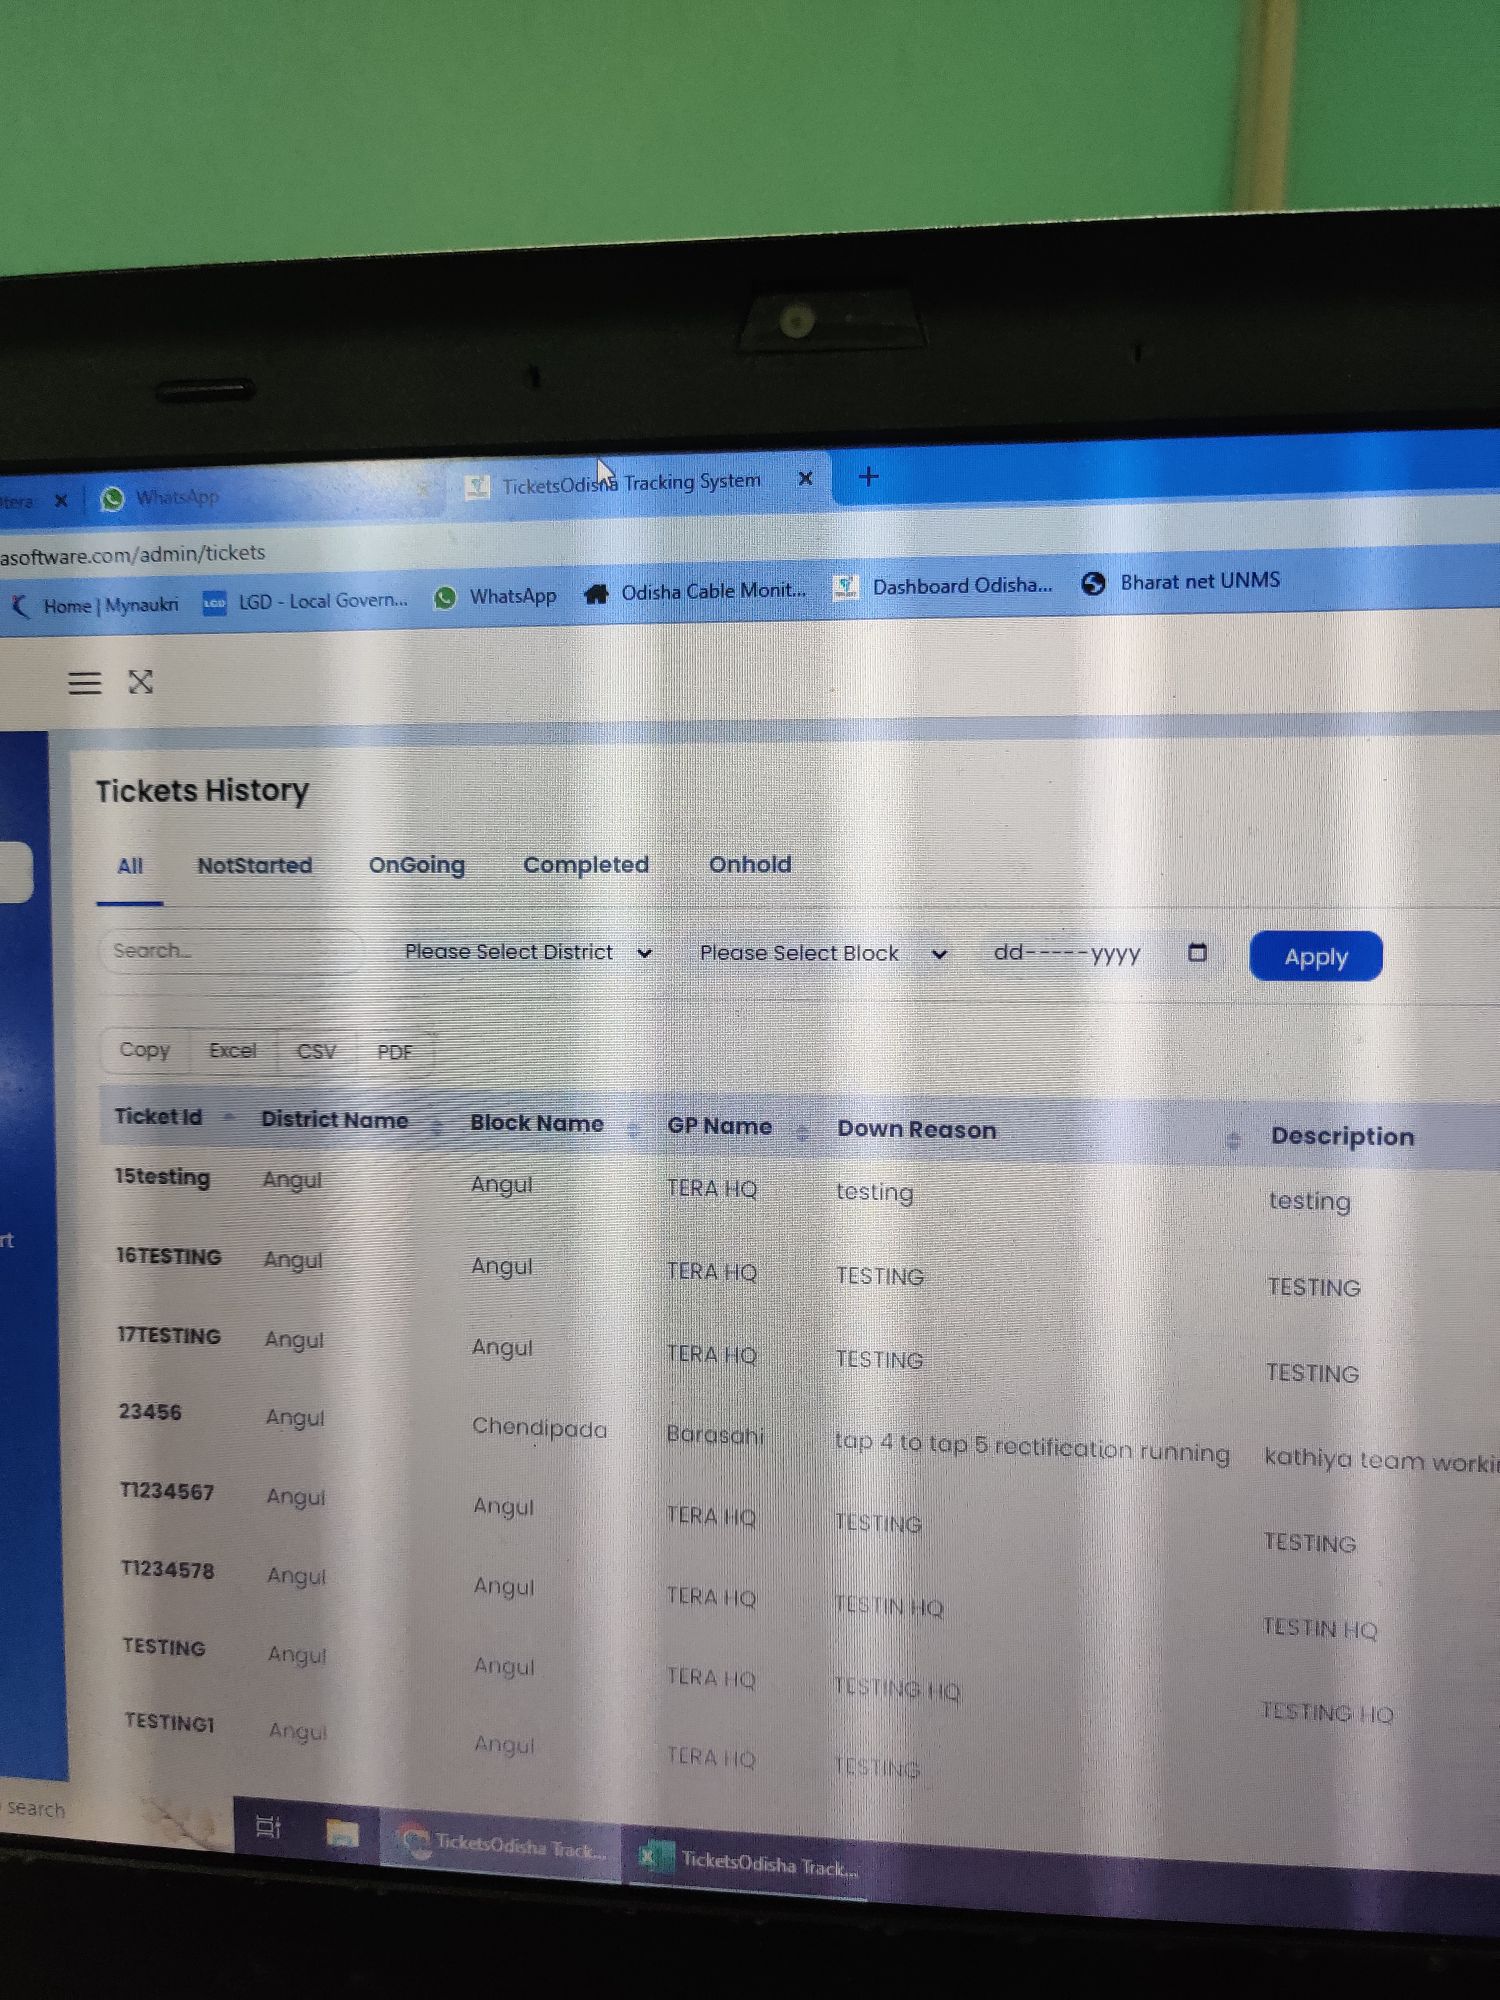 tera WhatsApp TicketsOdisha Tracking System
asoftware.com/admin/tickets
Home | Mynaukri LGD - Local Govern... WhatsApp Odisha Cable Monit... Dashboard Odisha... Bharat net UNMS
Tickets History
All NotStarted OnGoing Completed Onhold
Search... Please Select District Please Select Block dd-----yyyy Apply
Copy Excel CSV PDF
Ticket Id District Name Block Name GP Name Down Reason Description
15testing Angul Angul TERA HQ testing testing
rt
16TESTING Angul Angul TERA HQ TESTING TESTING
17TESTING Angul Angul TERA HQ TESTING TESTING
23456 Angul Chendipada Barasahi tap 4 to tap 5 rectification running kathiya team workin
T1234567 Angul Angul TERA HQ TESTING TESTING
T1234578 Angul Angul TERA HQ TESTIN HQ TESTIN HQ
TESTING Angul Angul TERA HQ TESTING HQ TESTING HQ
TESTING1 Angul Angul TERA HQ TESTING
search TicketsOdisha Track... TicketsOdisha Track...